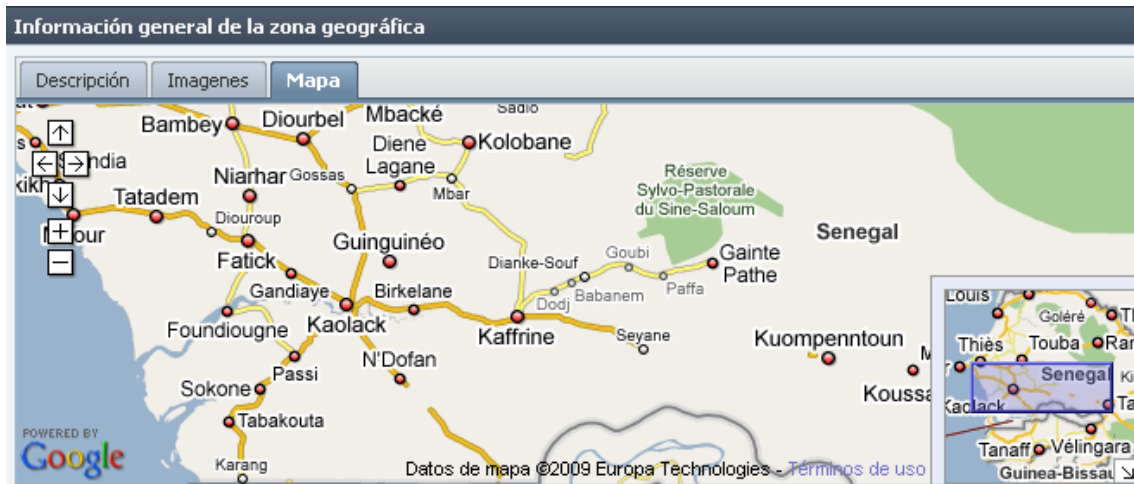 Información general de la zona geográfica
Descripción
Imagenes
Mapa
Bambey
Diourbel
Mbacké
Sadio
Diene
Lagane
Kolobane
Niarhar
Gossas
Mbar
Tatadem
Diouroup
Réserve
Sylvo-Pastorale
du Sine-Saloum
Senegal
Guinguinéo
Fatick
Dianke-Souf
Goubi
Gainte
Pathe
Gandiaye
Birkelane
Dodj
Babanem
Paffa
Foundiougne
Kaolack
Kaffrine
Seyane
Kuompenntoun
Passi
N'Dofan
Sokone
Koussa
Tabakouta
Karang
POWERED BY
Google
Datos de mapa ©2009 Europa Technologies - Términos de uso
Louis
Goléré
Thiès
Touba
Ran
Senegal
Kaolack
Tanaff
Vélingara
Guinea-Bissau